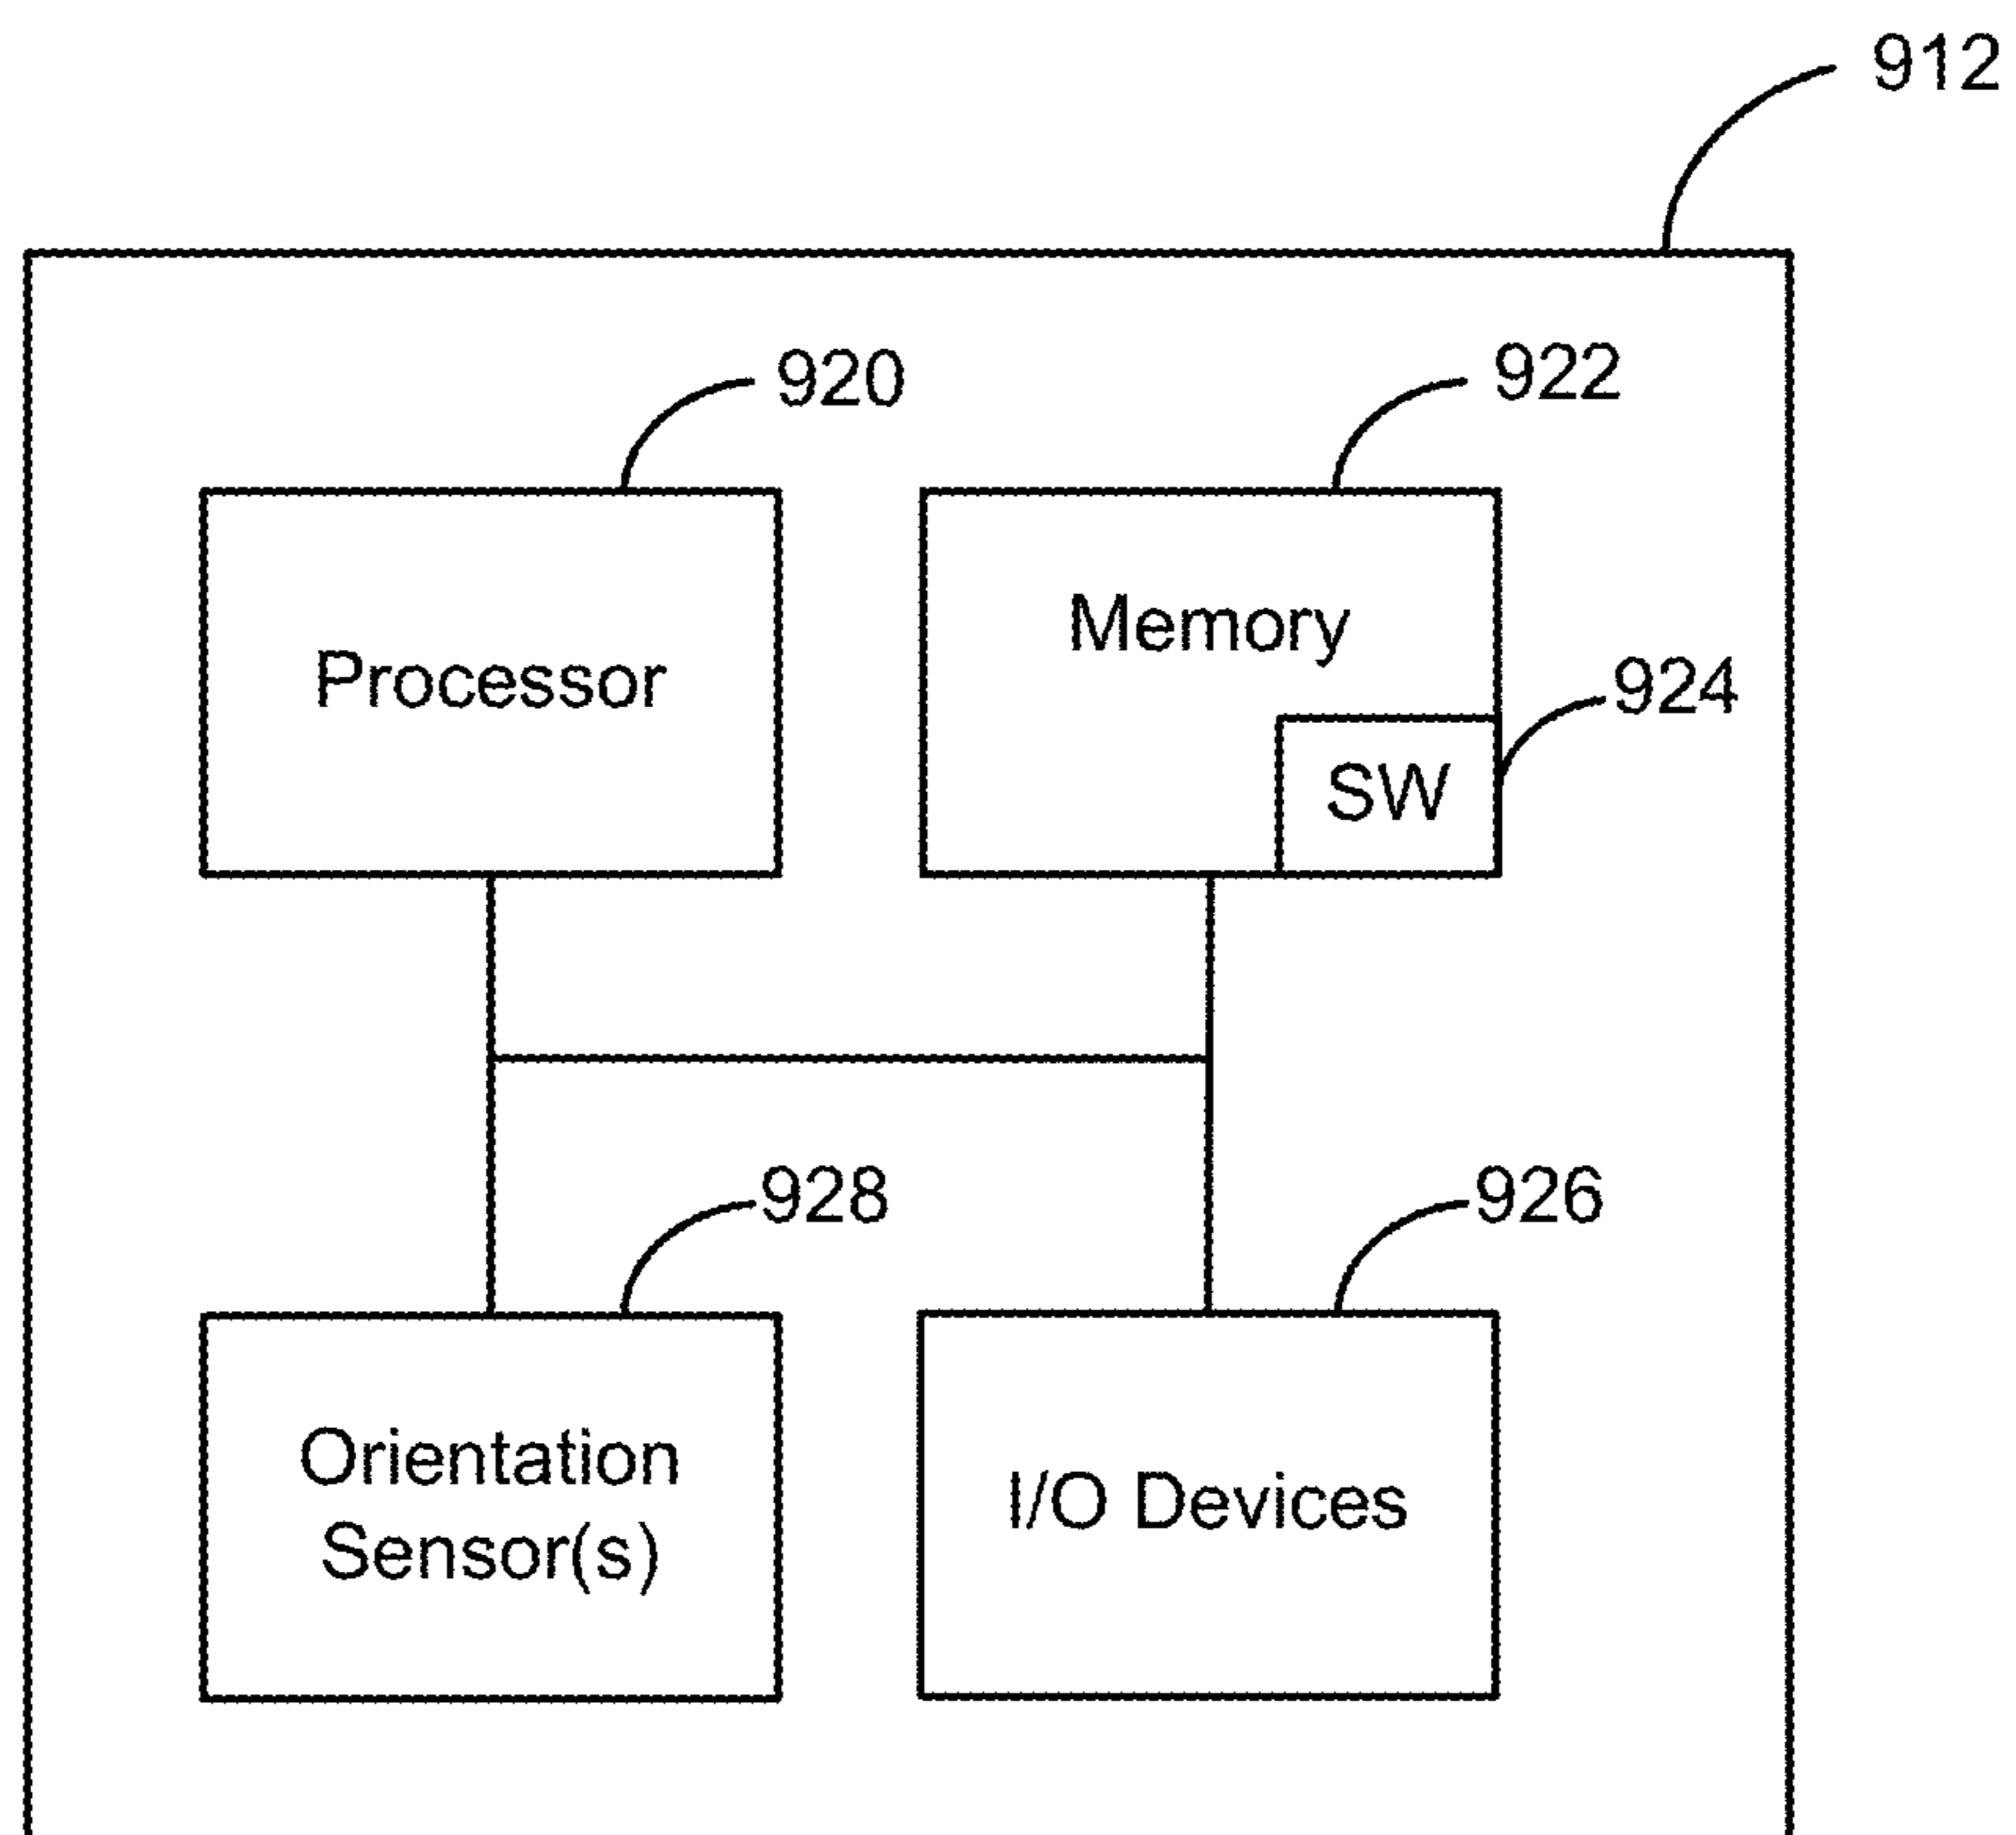 912
920
922
Processor
Memory
924
SW
928
926
Orientation
Sensor(s)
I/O Devices